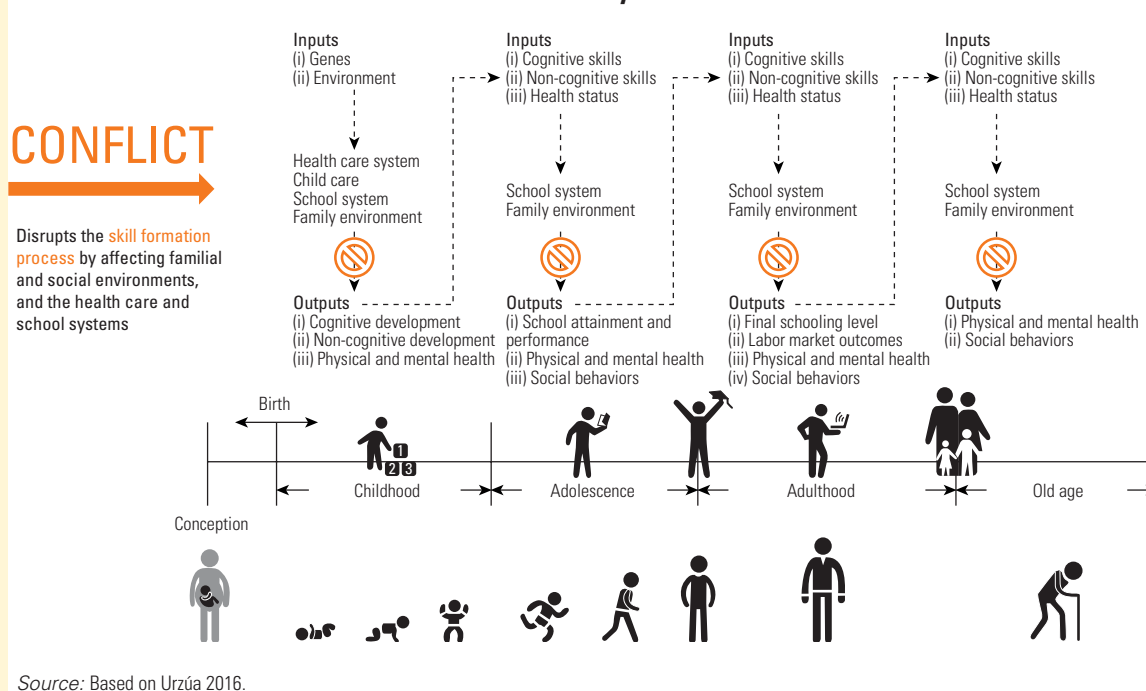 CONFLICT
Disrupts the skill formation
process by affecting familial
and social environments,
and the health care and
school systems
Inputs
(i) Genes
(ii) Environment
Health care system
Child care
School system
Family environment
Outputs
(i) Cognitive development
(ii) Non-cognitive development
(iii) Physical and mental health
Inputs
(i) Cognitive skills
(ii) Non-cognitive skills
(iii) Health status
School system
Family environment
Outputs
(i) School attainment and
performance
(ii) Physical and mental health
(iii) Social behaviors
Inputs
(i) Cognitive skills
(ii) Non-cognitive skills
(iii) Health status
School system
Family environment
Outputs
(i) Final schooling level
(ii) Labor market outcomes
(iii) Physical and mental health
(iv) Social behaviors
Inputs
(i) Cognitive skills
(ii) Non-cognitive skills
(iii) Health status
School system
Family environment
Outputs
(i) Physical and mental health
(ii) Social behaviors
Birth
1
2 3
Childhood
Adolescence
Adulthood
Old age
Conception
Source: Based on Urzúa 2016.